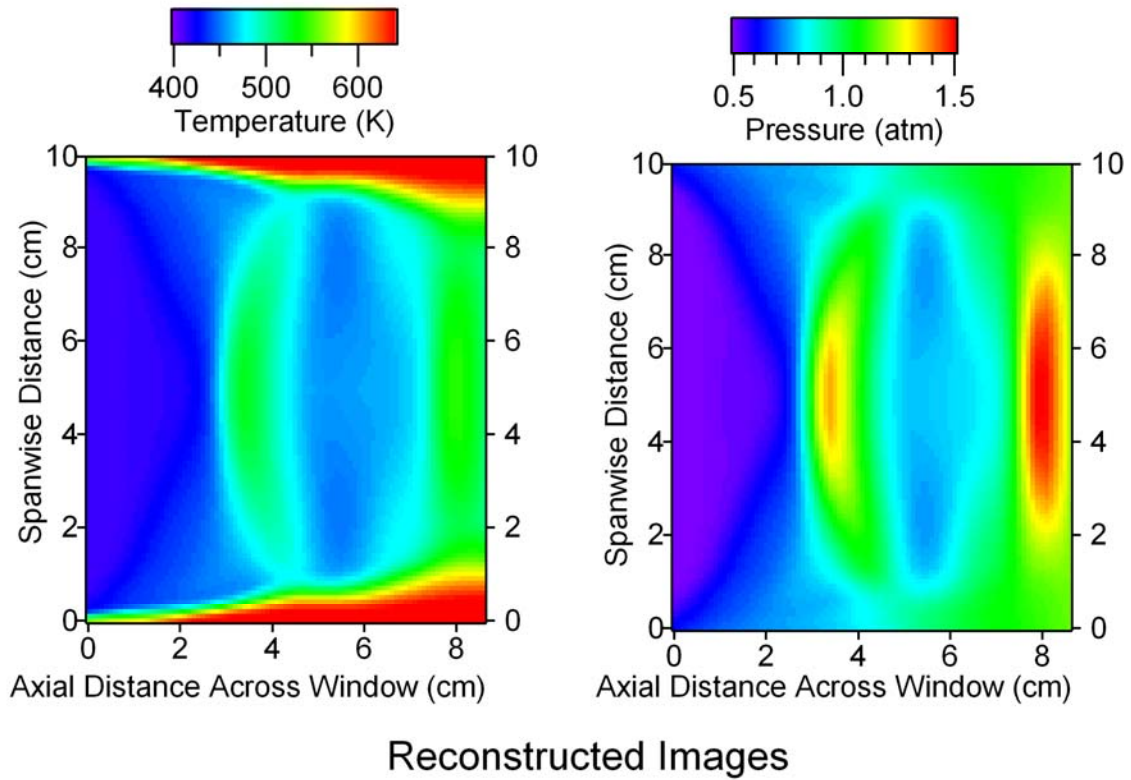 400 500 600
Temperature (K)
0.5 1.0 1.5
Pressure (atm)
10 10
8 8
6 6
4 4
2 2
0 0
Spanwise Distance (cm)
0 2 4 6 8
Axial Distance Across Window (cm)
10 10
8 8
6 6
4 4
2 2
0 0
Spanwise Distance (cm)
0 2 4 6 8
Axial Distance Across Window (cm)
Reconstructed Images